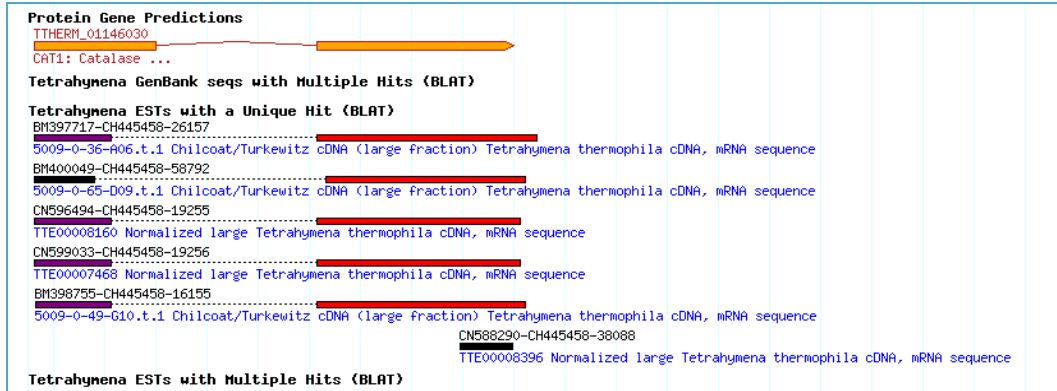 Protein Gene Predictions
TTHERM_01146030
CAT1: Catalase ...
Tetrahymena GenBank seqs with Multiple Hits (BLAT)
Tetrahymena ESTs with a Unique Hit (BLAT)
BM397717-CH445458-26157
5009-0-36-A06.t.1 Chilcoat/Turkewitz cDNA (large fraction) Tetrahymena thermophila cDNA, mRNA sequence
BM400049-CH445458-58792
5009-0-65-D09.t.1 Chilcoat/Turkewitz cDNA (large fraction) Tetrahymena thermophila cDNA, mRNA sequence
CN596494-CH445458-19255
TTE00008160 Normalized large Tetrahymena thermophila cDNA, mRNA sequence
CN599033-CH445458-19256
TTE00007468 Normalized large Tetrahymena thermophila cDNA, mRNA sequence
BM398755-CH445458-16155
5009-0-49-G10.t.1 Chilcoat/Turkewitz cDNA (large fraction) Tetrahymena thermophila cDNA, mRNA sequence
CN588290-CH445458-38088
TTE00008396 Normalized large Tetrahymena thermophila cDNA, mRNA sequence
Tetrahymena ESTs with Multiple Hits (BLAT)